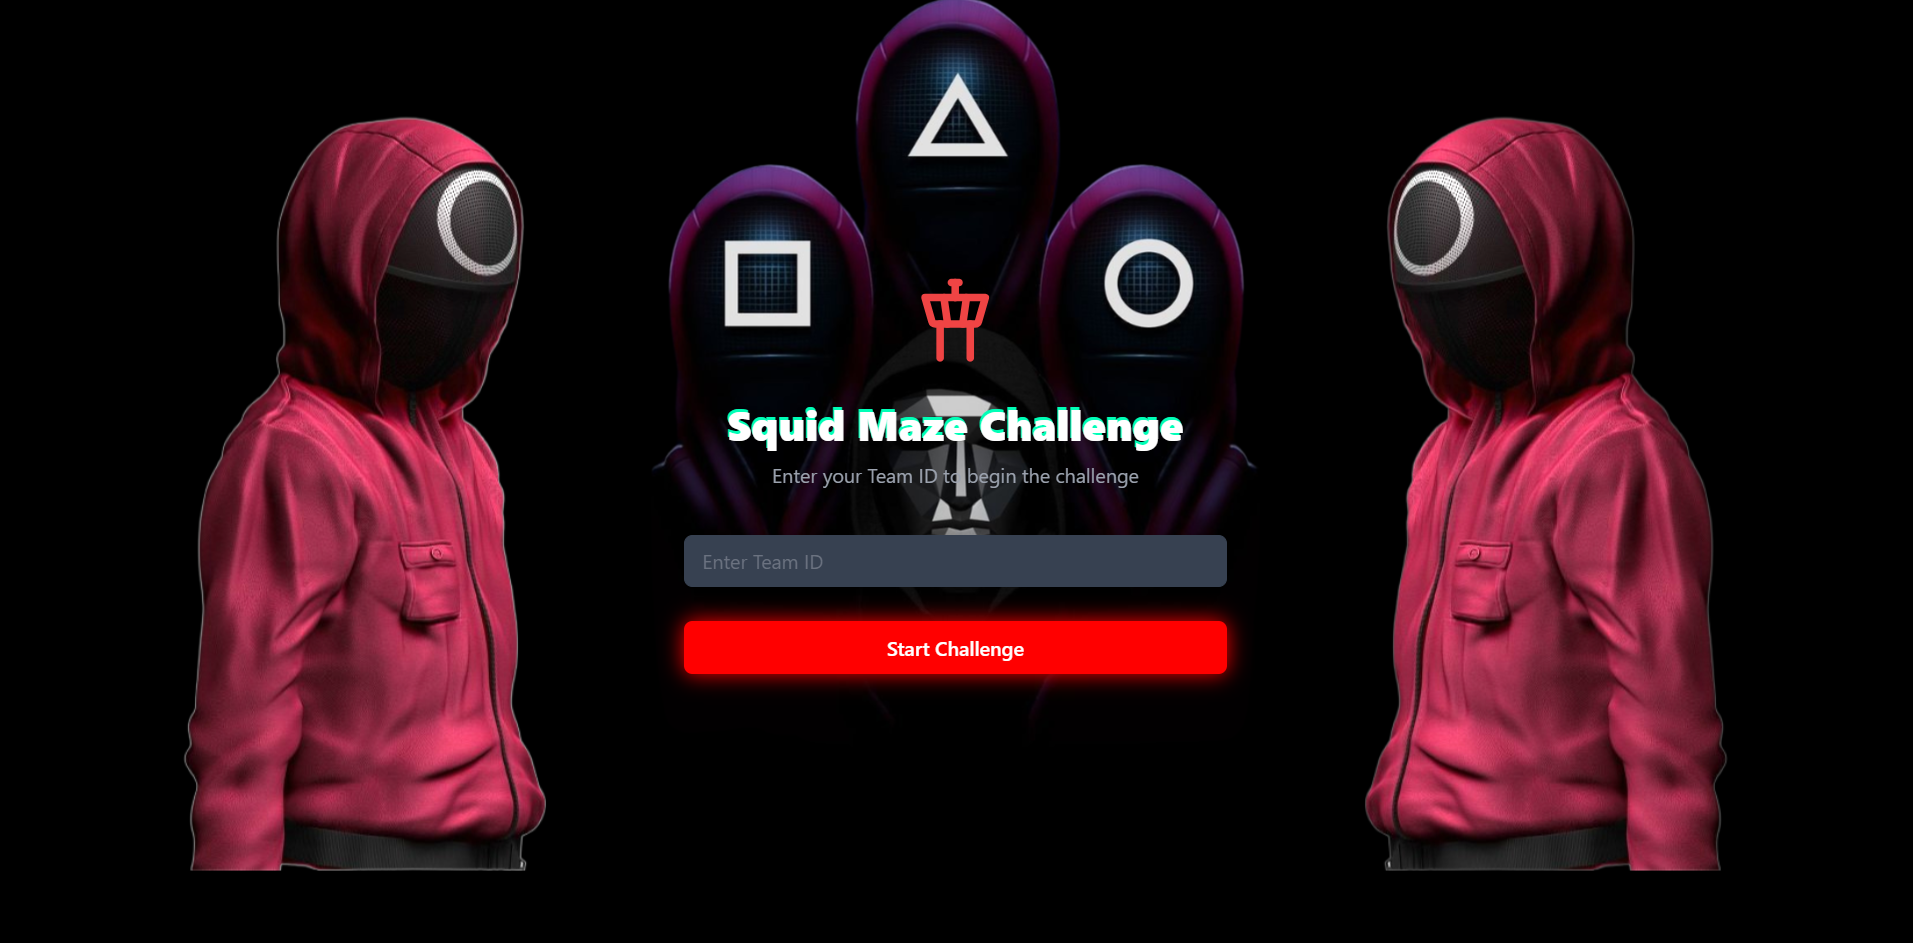 Squid Maze Challenge
Enter your Team ID to begin the challenge
Enter Team ID
Start Challenge